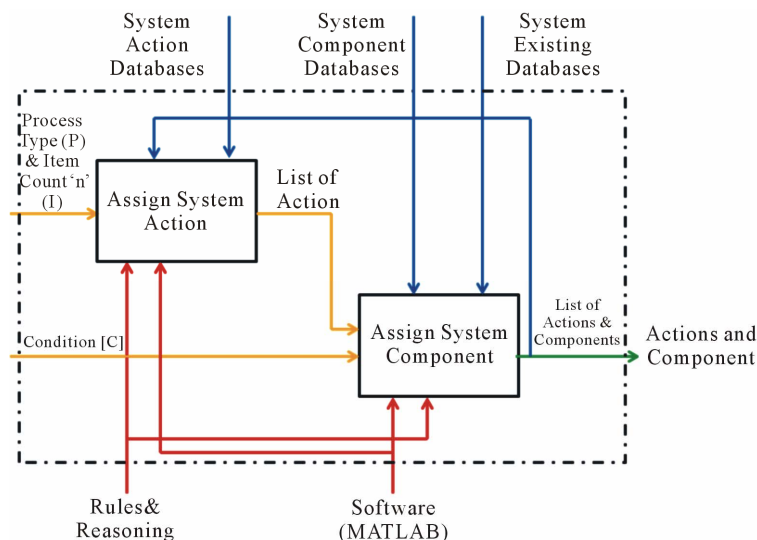 System
Action
Databases
System
Component
Databases
System
Existing
Databases
Process
Type (P)
& Item
Count ‘n’
(I)
Assign System
Action
List of
Action
Condition [C]
Assign System
Component
List of
Actions &
Components
Actions and
Component
Rules&
Reasoning
Software
(MATLAB)